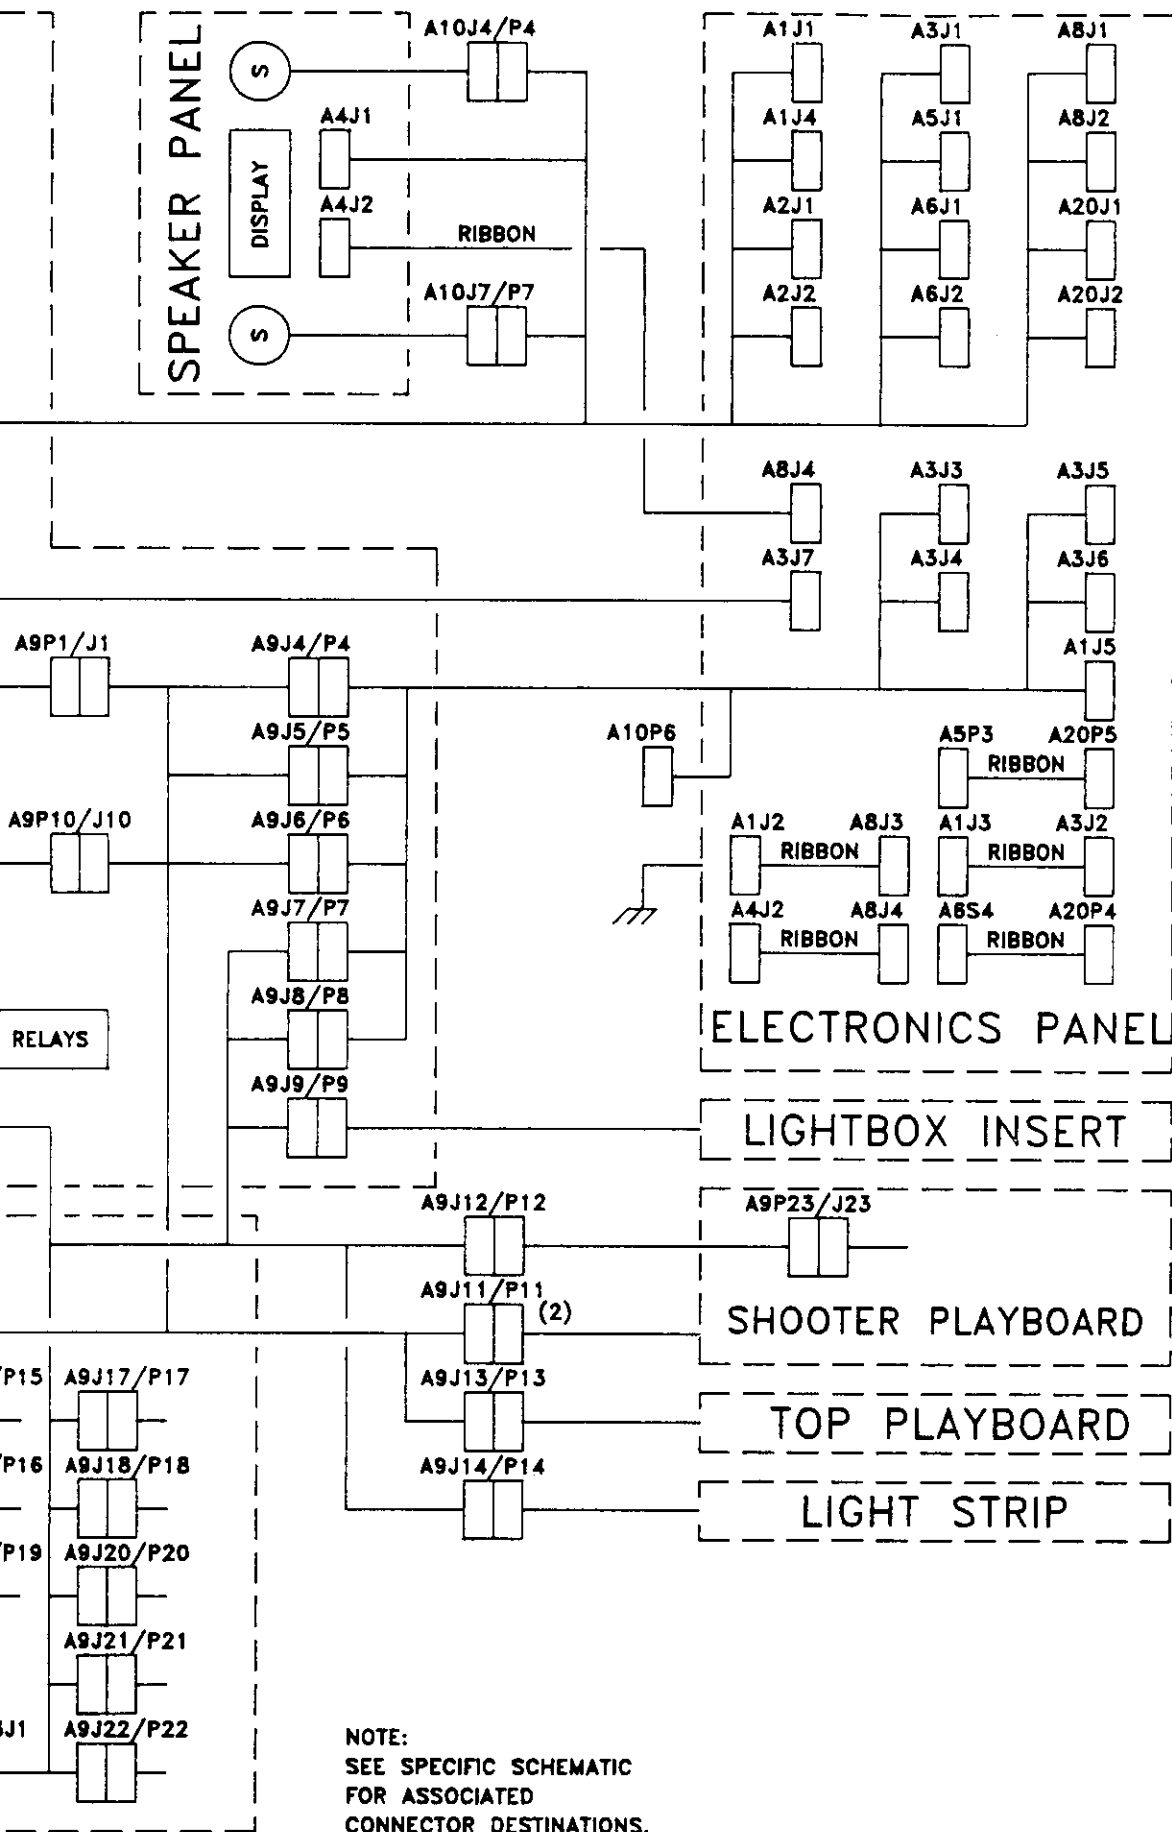 SPEAKER PANEL
S
DISPLAY
S
A4J1
A4J2
RIBBON
A10J4/P4
A10J7/P7
A1J1
A3J1
A8J1
A1J4
A5J1
A8J2
A2J1
A6J1
A20J1
A2J2
A6J2
A20J2
A8J4
A3J3
A3J5
A3J7
A3J4
A3J6
A1J5
A9P1/J1
A9J4/P4
A9J5/P5
A10P6
A5P3
RIBBON
A20P5
A9P10/J10
A9J6/P6
A1J2
RIBBON
A8J3
A1J3
RIBBON
A3J2
A9J7/P7
A4J2
RIBBON
A8J4
A6S4
RIBBON
A20P4
A9J8/P8
RELAYS
ELECTRONICS PANEL
A9J9/P9
LIGHTBOX INSERT
A9J12/P12
A9P23/J23
A9J11/P11
(2)
SHOOTER PLAYBOARD
/P15
A9J17/P17
A9J13/P13
TOP PLAYBOARD
/P16
A9J18/P18
A9J14/P14
LIGHT STRIP
/P19
A9J20/P20
A9J21/P21
J1
A9J22/P22
NOTE:
SEE SPECIFIC SCHEMATIC
FOR ASSOCIATED
CONNECTOR DESTINATIONS.